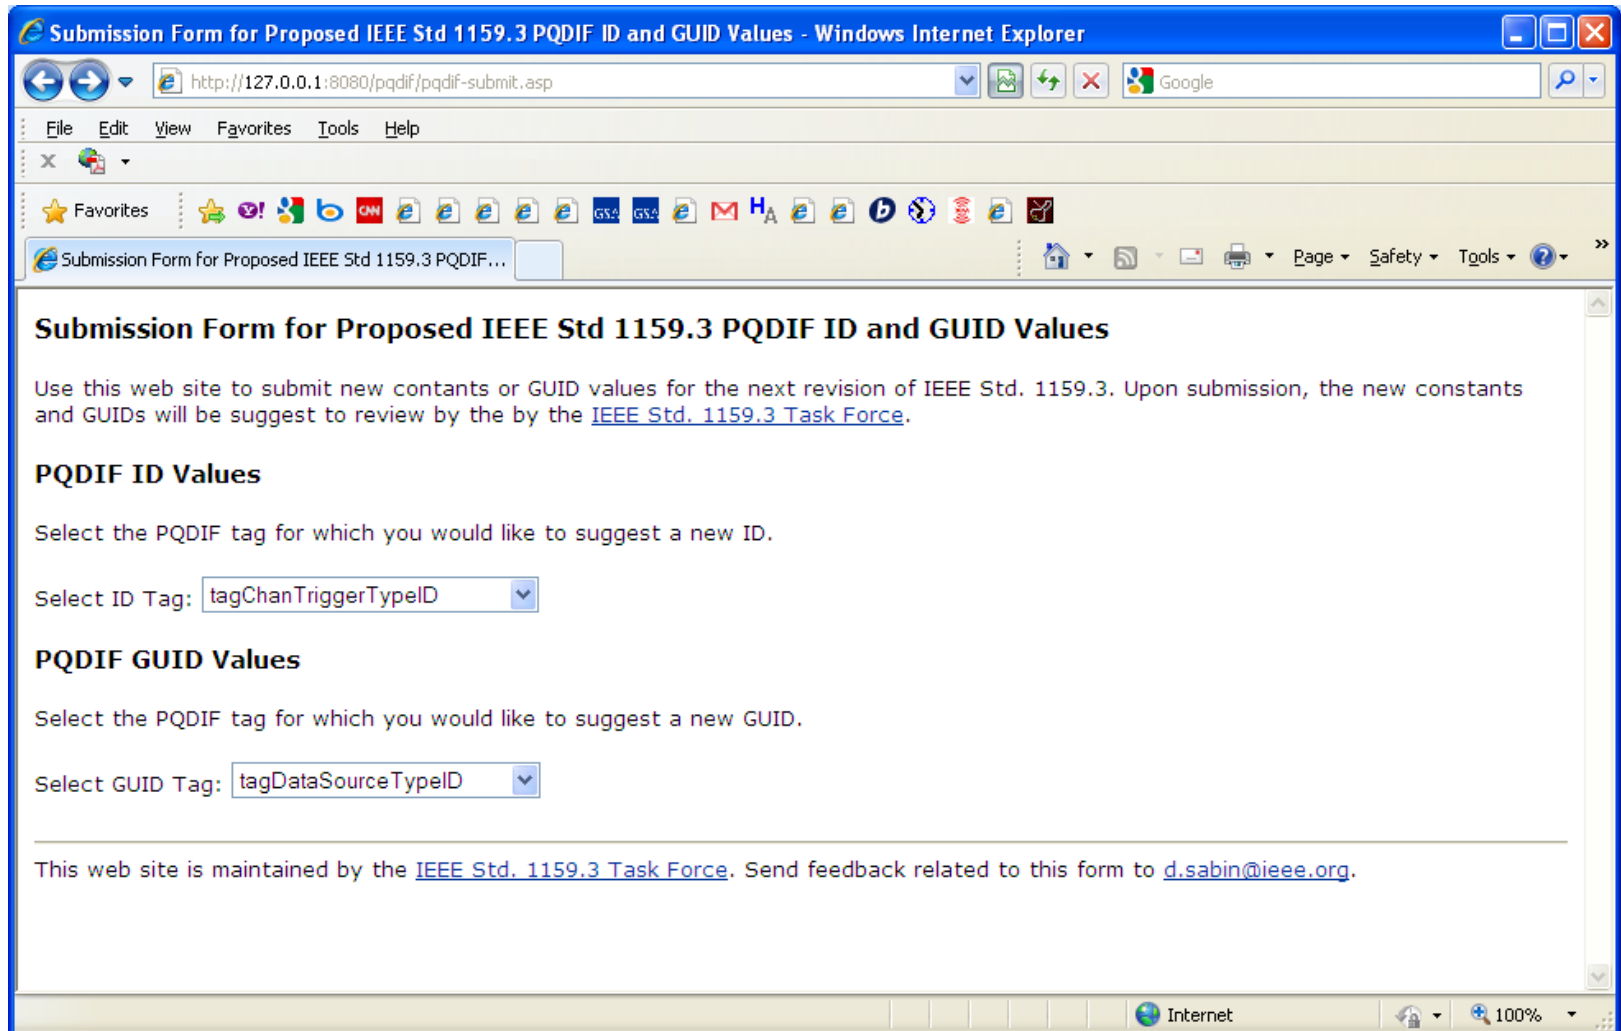 Submission Form for Proposed IEEE Std 1159.3 PQDIF ID and GUID Values - Windows Internet Explorer
http://127.0.0.1:8080/pqdif/pqdif-submit.asp
Google
File Edit View Favorites Tools Help
X
Favorites
Y! b CNN GSA GSA M HA b
Submission Form for Proposed IEEE Std 1159.3 PQDIF...
Page Safety Tools ? »
Submission Form for Proposed IEEE Std 1159.3 PQDIF ID and GUID Values
Use this web site to submit new contants or GUID values for the next revision of IEEE Std. 1159.3. Upon submission, the new constants
and GUIDs will be suggest to review by the by the IEEE Std. 1159.3 Task Force.
PQDIF ID Values
Select the PQDIF tag for which you would like to suggest a new ID.
Select ID Tag: tagChanTriggerTypeID
PQDIF GUID Values
Select the PQDIF tag for which you would like to suggest a new GUID.
Select GUID Tag: tagDataSourceTypeID
This web site is maintained by the IEEE Std. 1159.3 Task Force. Send feedback related to this form to d.sabin@ieee.org.
Internet 100%